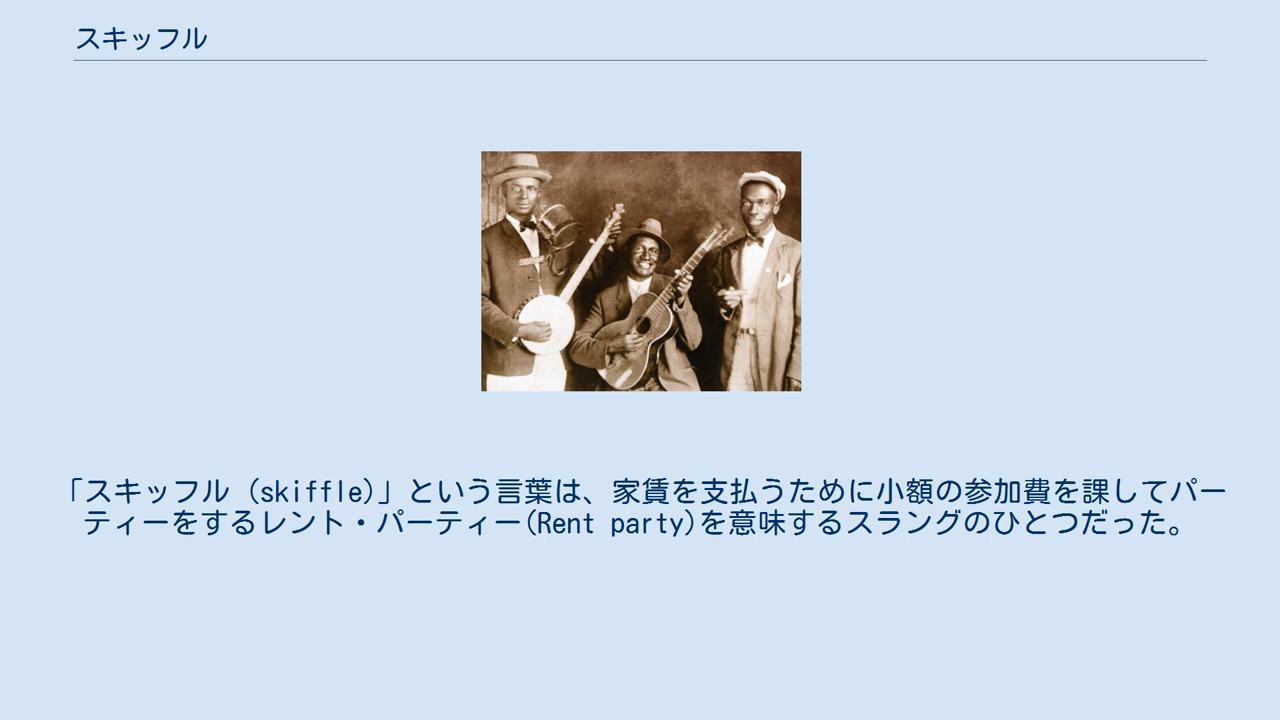 スキッフル
「スキッフル (skiffle)」という言葉は、家賃を支払うために小額の参加費を課してパー
ティーをするレント・パーティー(Rent party)を意味するスラングのひとつだった。